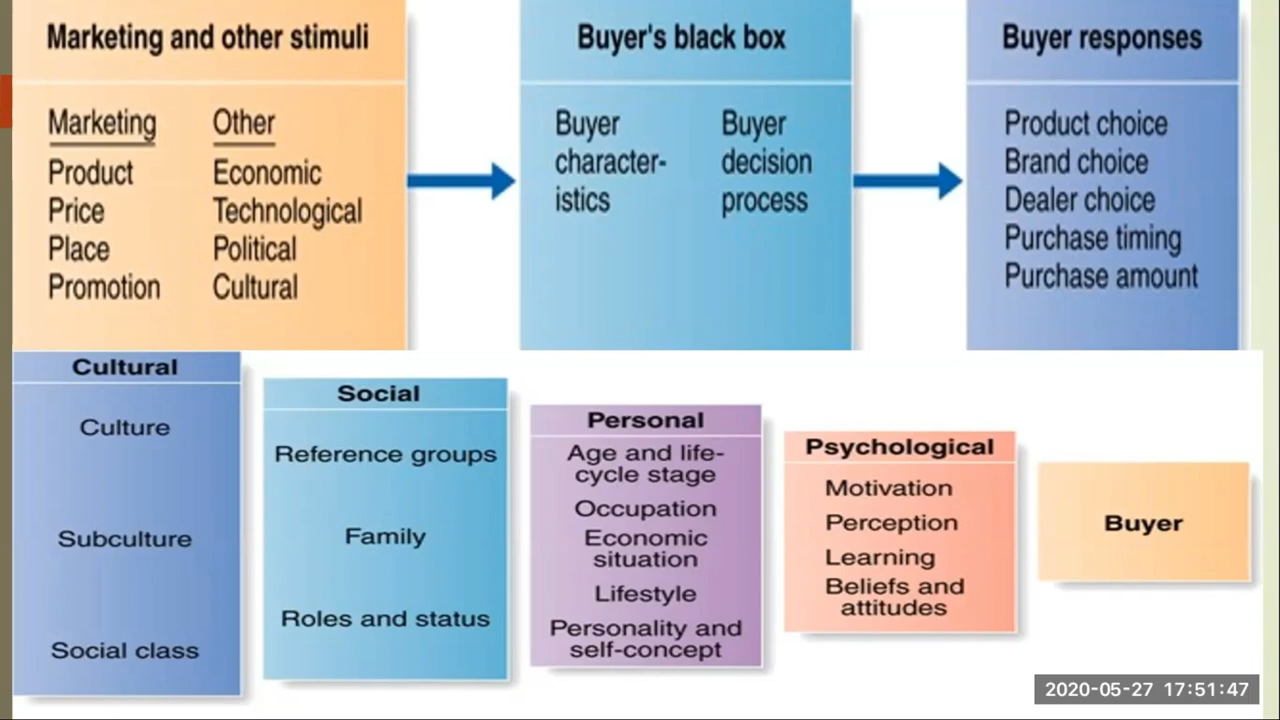 Marketing and other stimuli
Marketing
Product
Price
Place
Promotion
Other
Economic
Technological
Political
Cultural
Buyer's black box
Buyer
character-
istics
Buyer
decision
process
Buyer responses
Product choice
Brand choice
Dealer choice
Purchase timing
Purchase amount
Cultural
Culture
Subculture
Social class
Social
Reference groups
Family
Roles and status
Personal
Age and life-
cycle stage
Occupation
Economic
situation
Lifestyle
Personality and
self-concept
Psychological
Motivation
Perception
Learning
Beliefs and
attitudes
Buyer
2020-05-27 17:51:47